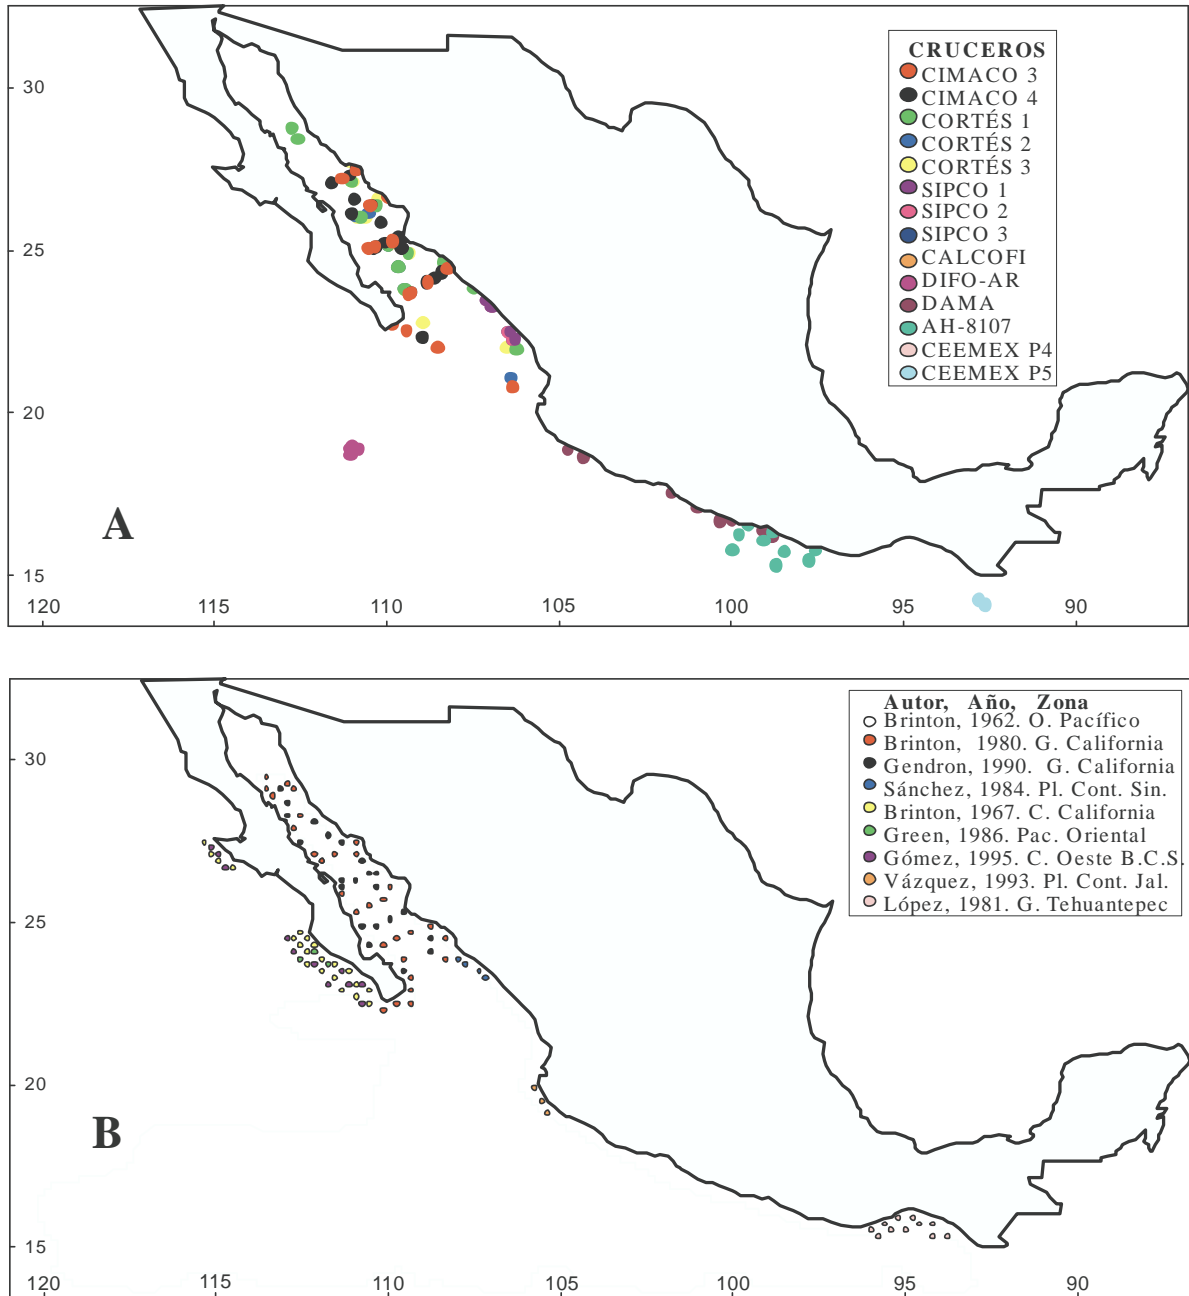 CRUCEROS
CIMACO 3
CIMACO 4
CORTÉS 1
CORTÉS 2
CORTÉS 3
SIPCO 1
SIPCO 2
SIPCO 3
CALCOFI
DIFO-AR
DAMA
AH-8107
CEEMEX P4
CEEMEX P5
30
25
20
15
A
120 115 110 105 100 95 90
Autor, Año, Zona
Brinton, 1962. O. Pacífico
Brinton, 1980. G. California
Gendron, 1990. G. California
Sánchez, 1984. Pl. Cont. Sin.
Brinton, 1967. C. California
Green, 1986. Pac. Oriental
Gómez, 1995. C. Oeste B.C.S.
Vázquez, 1993. Pl. Cont. Jal.
López, 1981. G. Tehuantepec
30
25
20
15
B
120 115 110 105 100 95 90